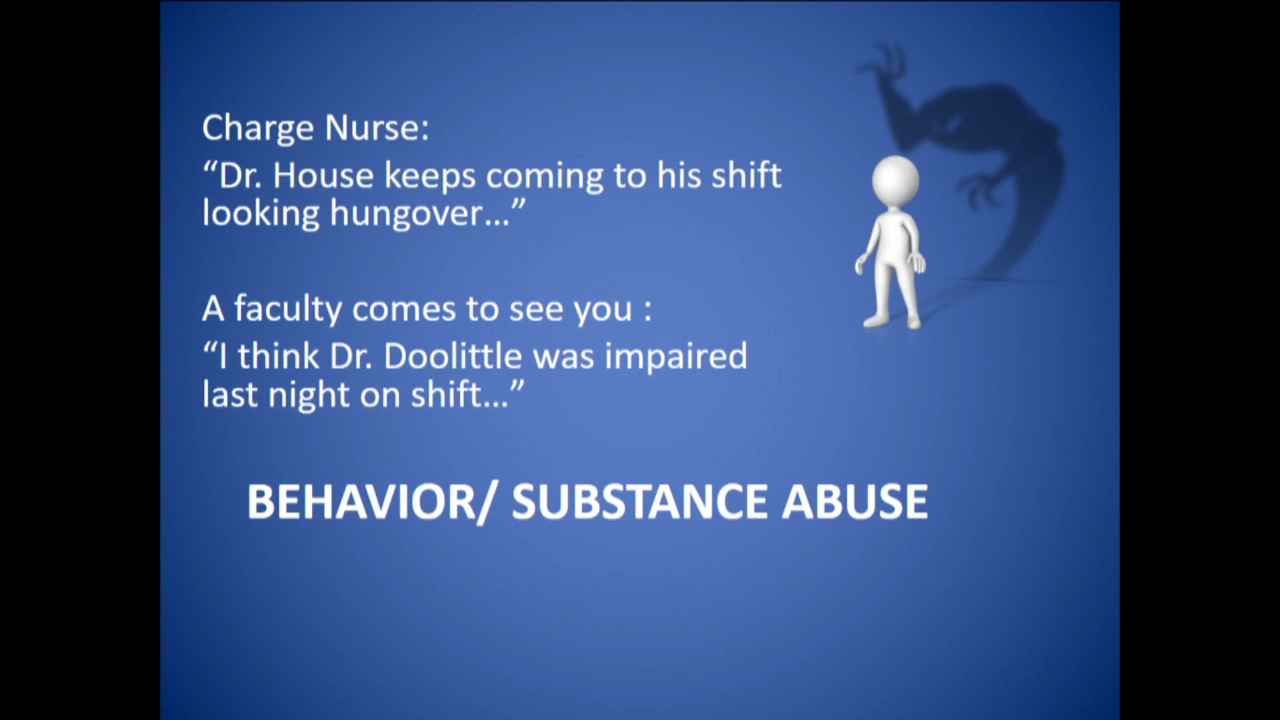 Charge Nurse:
“Dr. House keeps coming to his shift
looking hungover…”
A faculty comes to see you :
“I think Dr. Doolittle was impaired
last night on shift…”
BEHAVIOR/ SUBSTANCE ABUSE